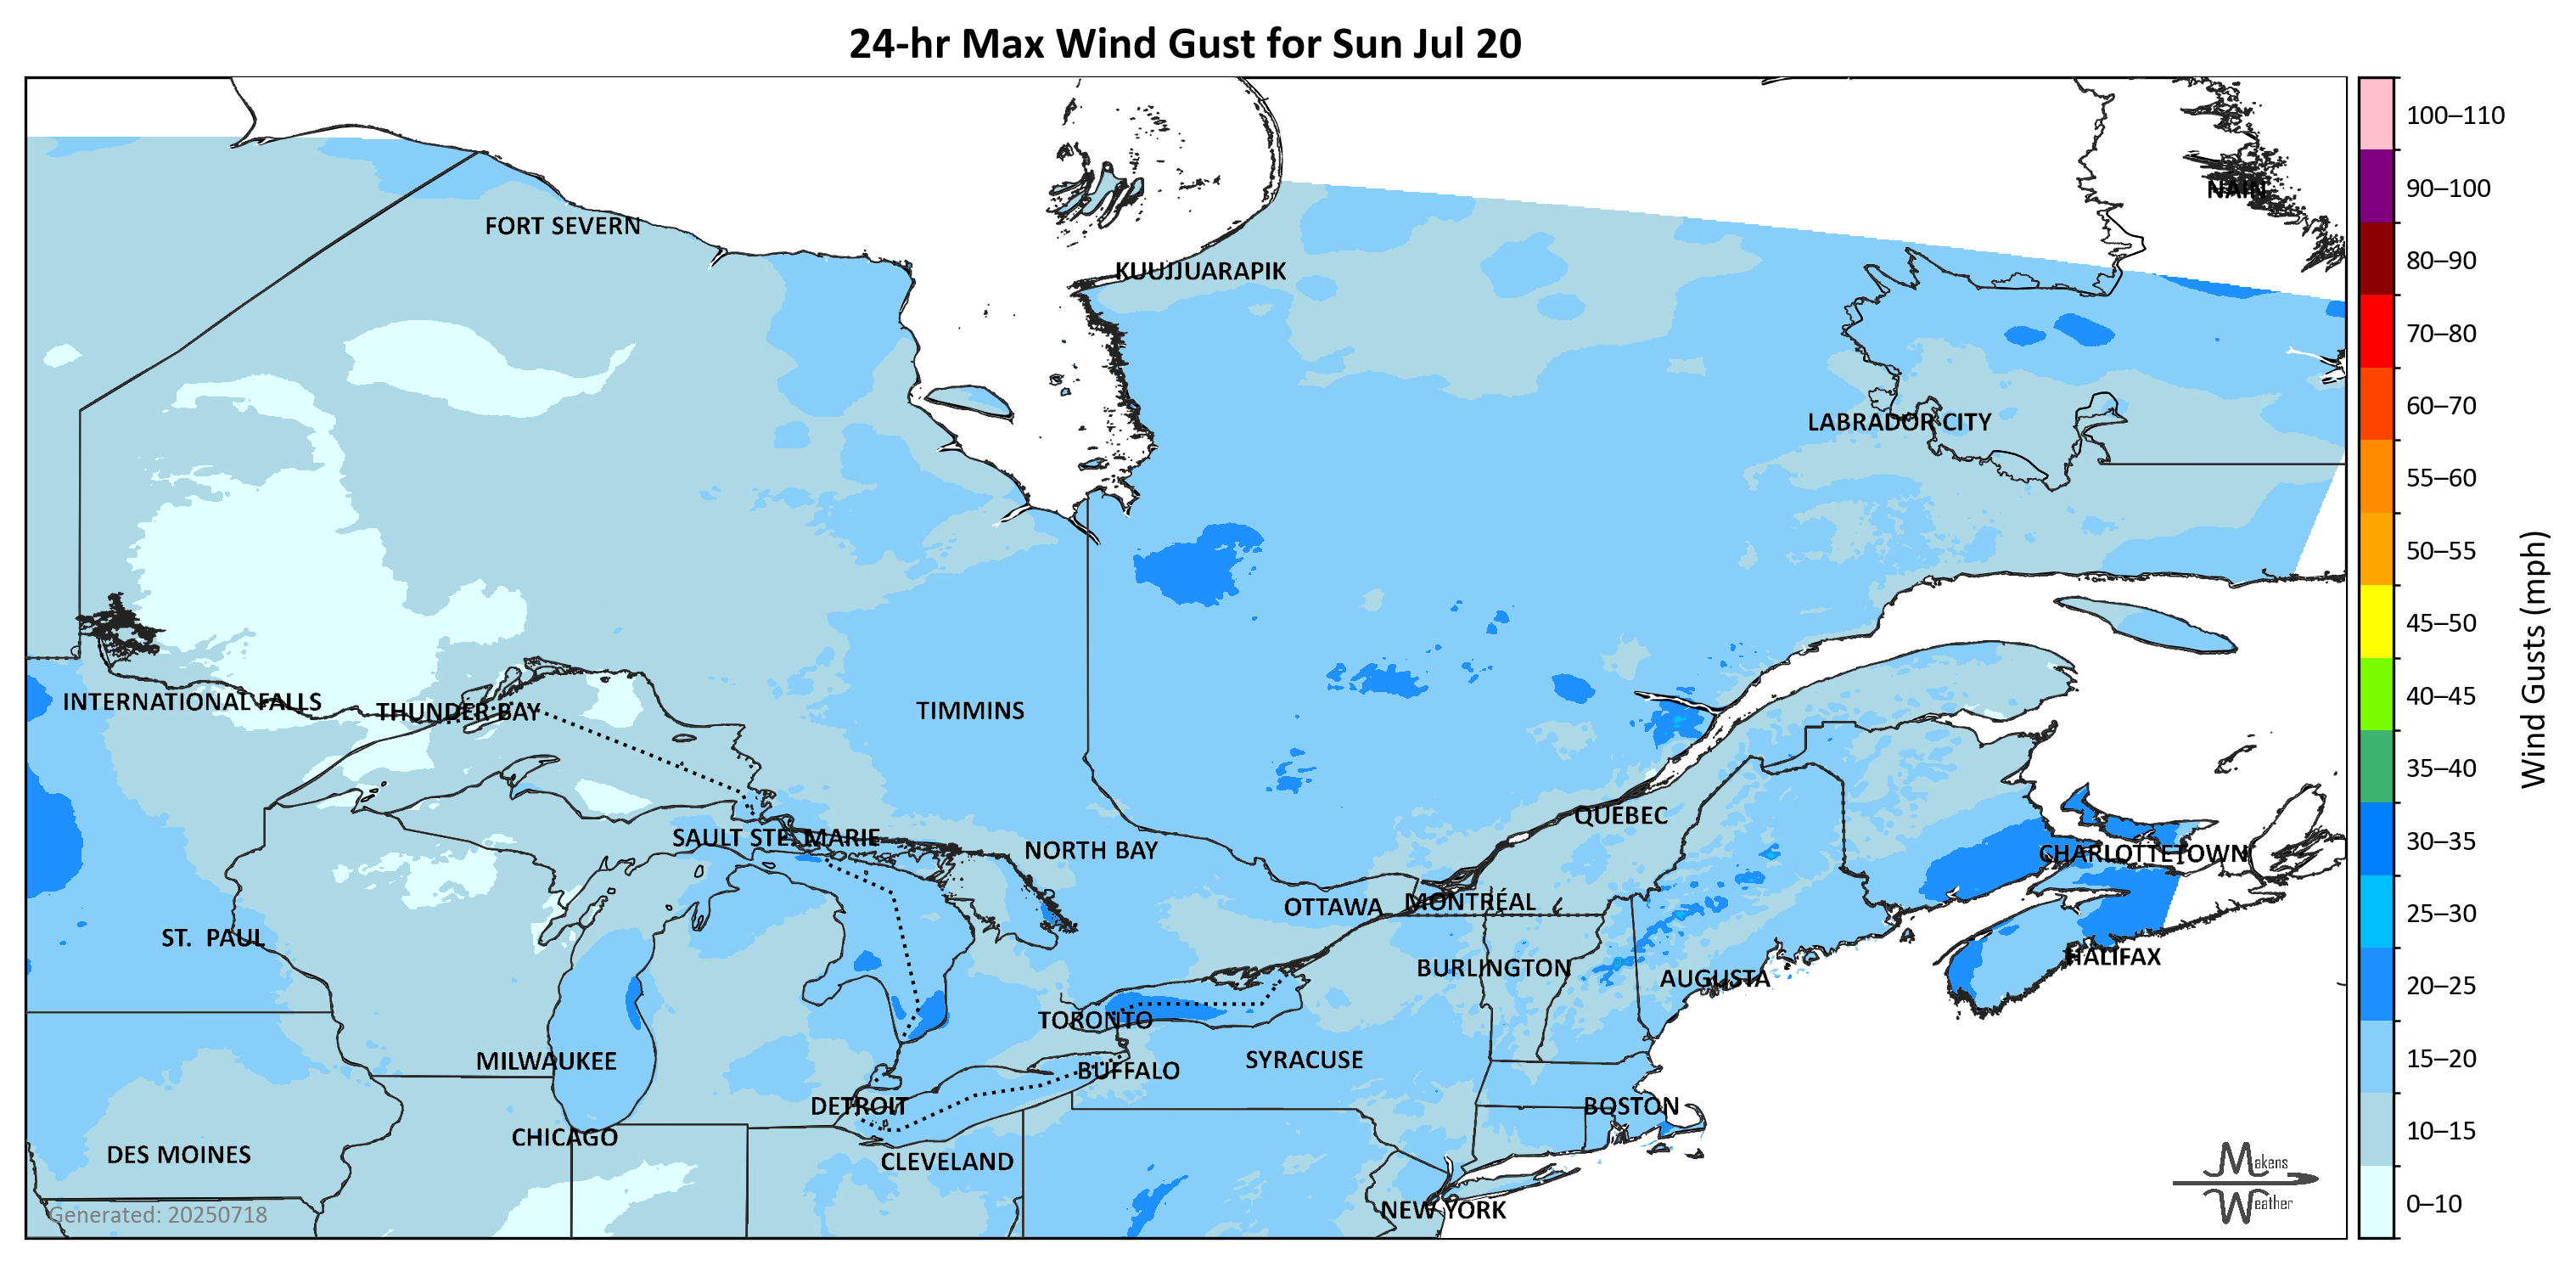 24-hr Max Wind Gust for Sun Jul 20
NAIN
FORT SEVERN
KUUJJUARAPIK
LABRADOR CITY
INTERNATIONAL FALLS
THUNDER BAY
TIMMINS
QUEBEC
SAULT STE. MARIE
NORTH BAY
CHARLOTTETOWN
OTTAWA
MONTRÉAL
ST. PAUL
HALIFAX
BURLINGTON
AUGUSTA
TORONTO
MILWAUKEE
SYRACUSE
BUFFALO
DETROIT
BOSTON
CHICAGO
DES MOINES
CLEVELAND
NEW YORK
Generated: 20250718
Makens
Weather
100–110
90–100
80–90
70–80
60–70
55–60
50–55
45–50
40–45
35–40
30–35
25–30
20–25
15–20
10–15
0–10
Wind Gusts (mph)